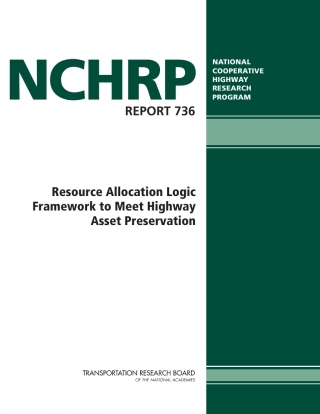 NCHRP
REPORT 736
NATIONAL
COOPERATIVE
HIGHWAY
RESEARCH
PROGRAM
Resource Allocation Logic
Framework to Meet Highway
Asset Preservation
TRANSPORTATION RESEARCH BOARD
OF THE NATIONAL ACADEMIES